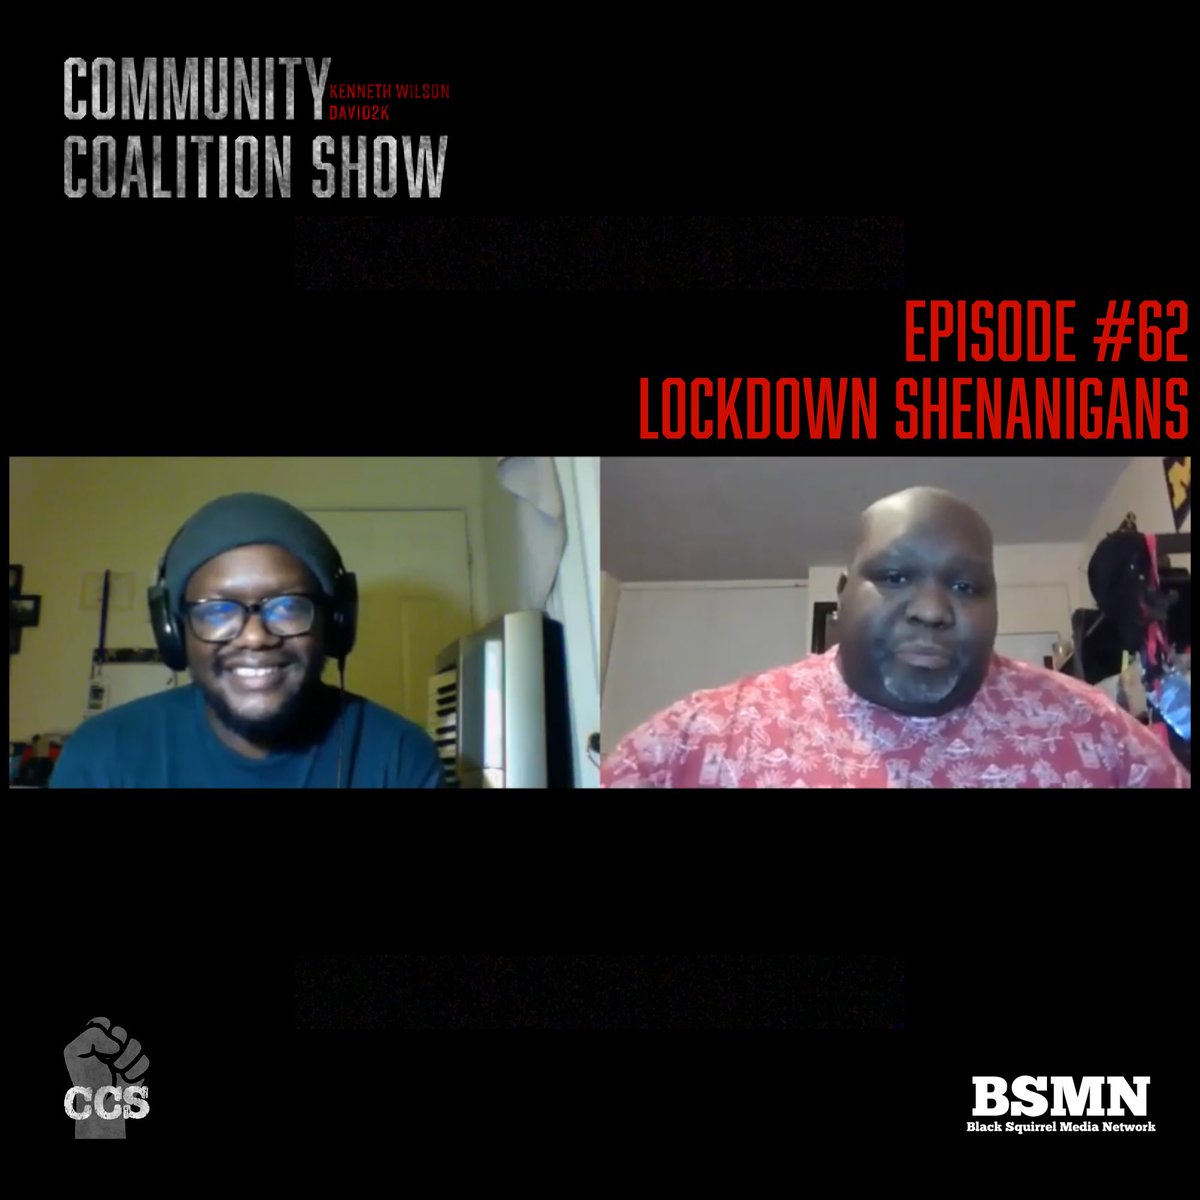 COMMUNITY
KENNETH WILSON
DAVID2K
COALITION SHOW
EPISODE #62
LOCKDOWN SHENANIGANS
CCS
BSMN
Black Squirrel Media Network